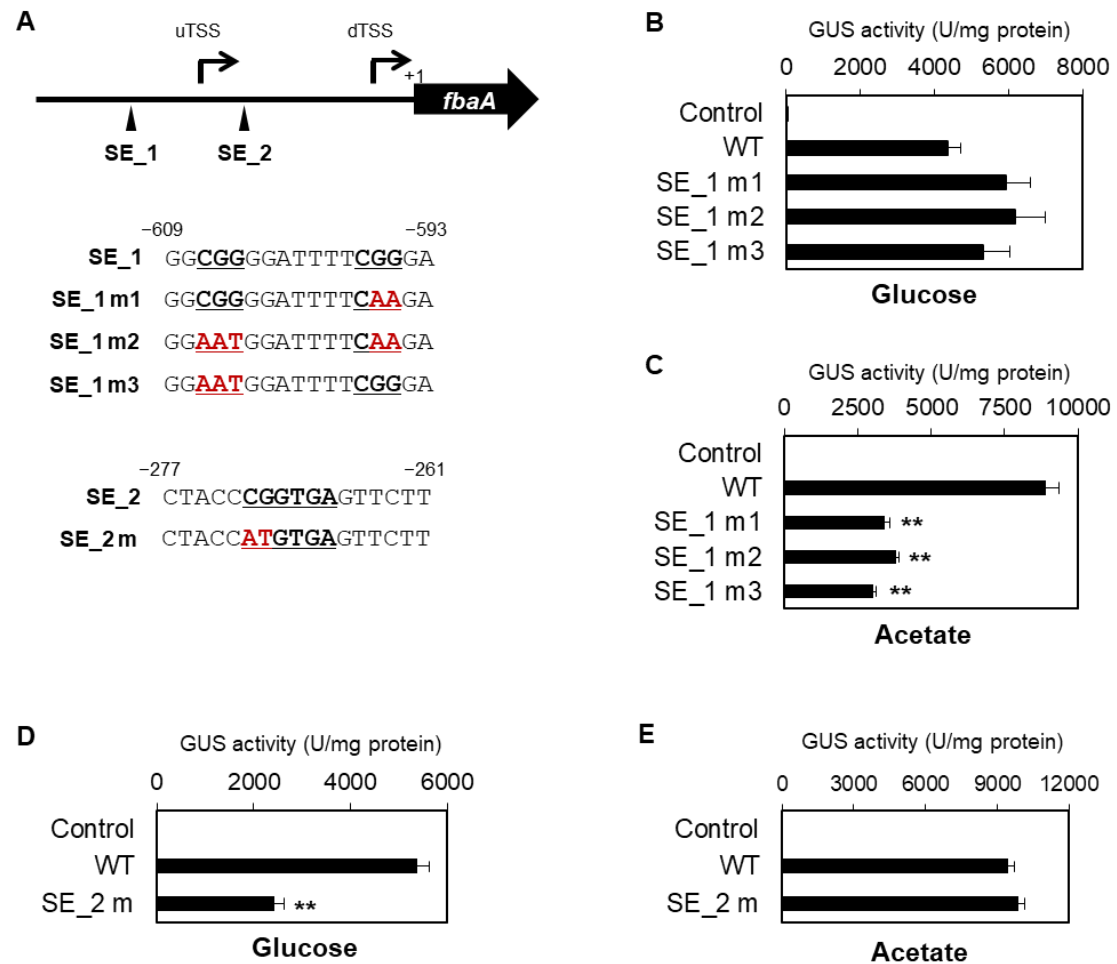 A
uTSS
dTSS
+1
fbaA
SE_1
SE_2
−609
−593
SE_1 GGCGGGGATTTTCGGGA
SE_1 m1 GGCGGGGATTTTCAAGA
SE_1 m2 GGAATGGATTTTCAAGA
SE_1 m3 GGAATGGATTTTCGGGA
−277
−261
SE_2 CTACCCGGTGAGTTCTT
SE_2 m CTACCATGTGAGTTCTT
B
GUS activity (U/mg protein)
0 2000 4000 6000 8000
Control
WT
SE_1 m1
SE_1 m2
SE_1 m3
Glucose
C
GUS activity (U/mg protein)
0 2500 5000 7500 10000
Control
WT
SE_1 m1 **
SE_1 m2 **
SE_1 m3 **
Acetate
D
GUS activity (U/mg protein)
0 2000 4000 6000
Control
WT
SE_2 m **
Glucose
E
GUS activity (U/mg protein)
0 3000 6000 9000 12000
Control
WT
SE_2 m
Acetate